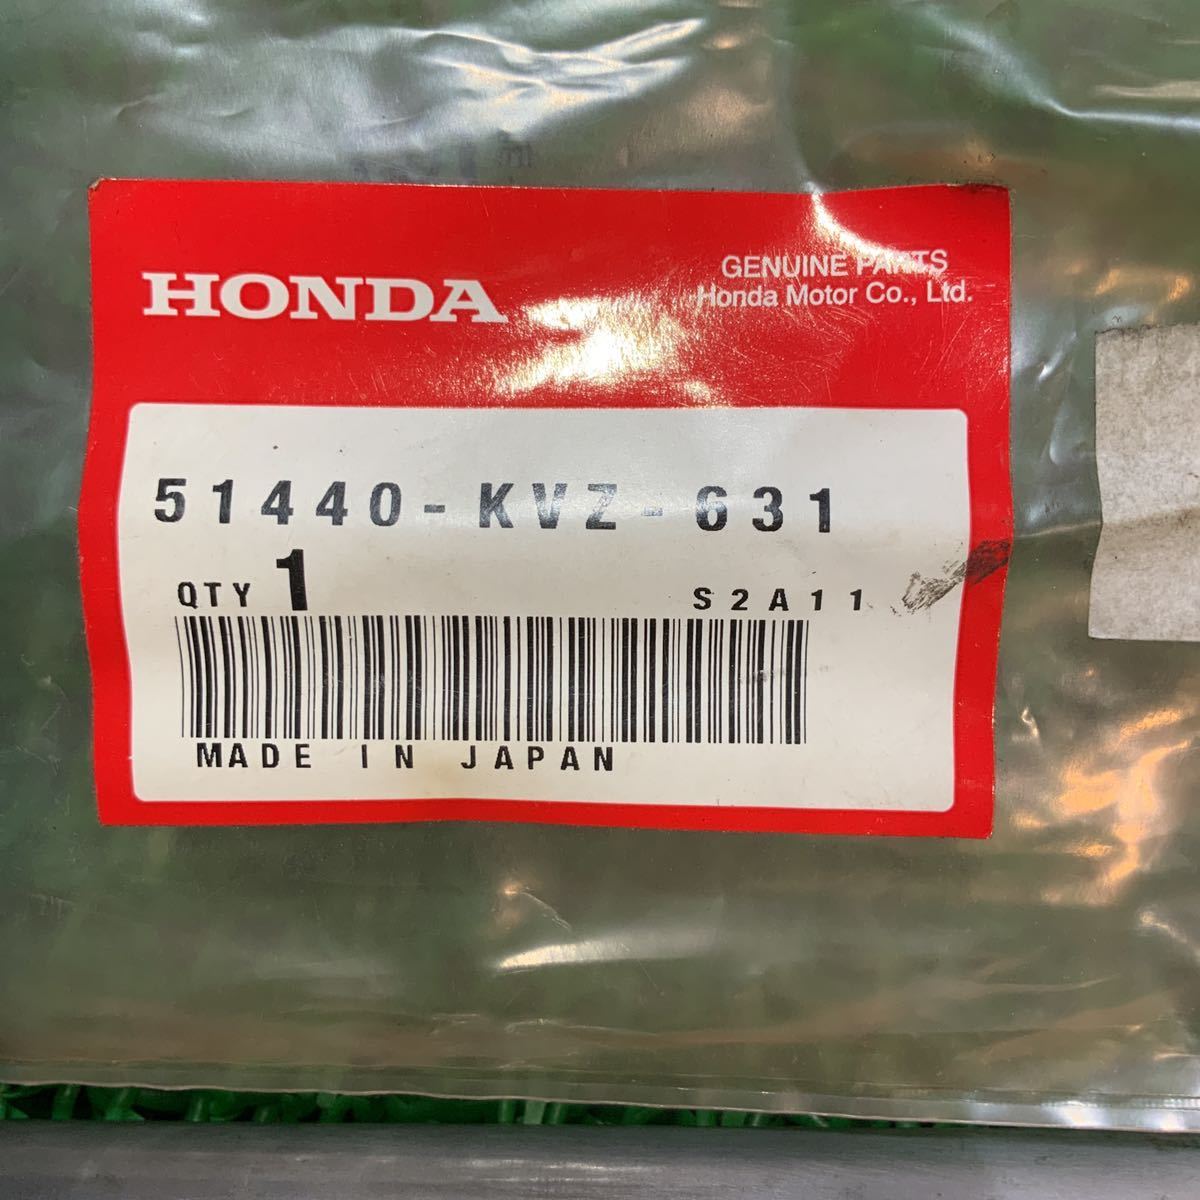 HONDA
GENUINE PARTS
Honda Motor Co., Ltd.
51440-KVZ-631
QTY 1
S2A11
MADE IN JAPAN